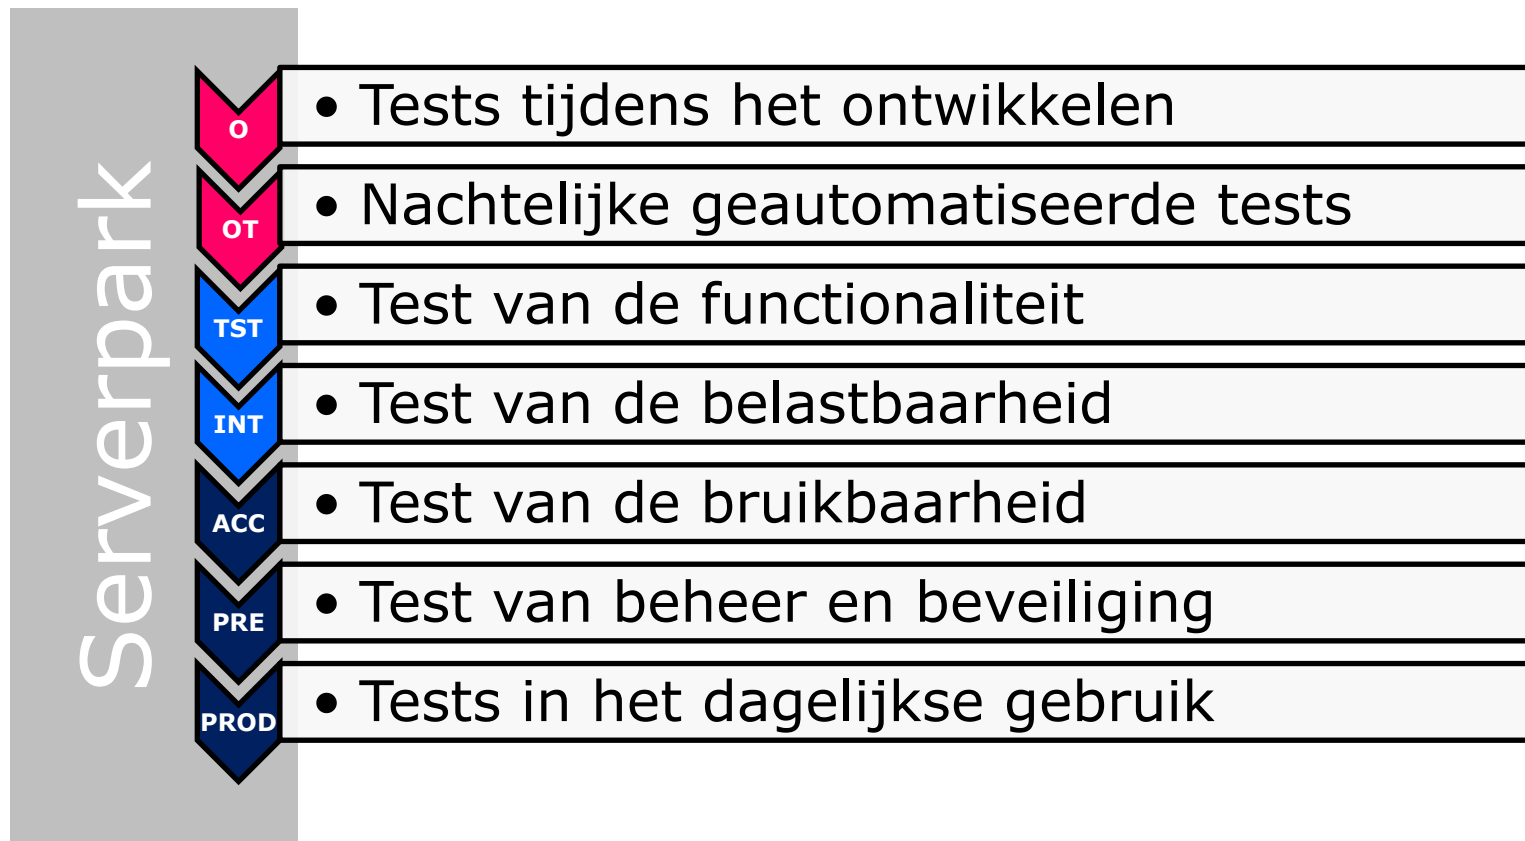 Serverpark
O
• Tests tijdens het ontwikkelen
OT
• Nachtelijke geautomatiseerde tests
TST
• Test van de functionaliteit
INT
• Test van de belastbaarheid
ACC
• Test van de bruikbaarheid
PRE
• Test van beheer en beveiliging
PROD
• Tests in het dagelijkse gebruik